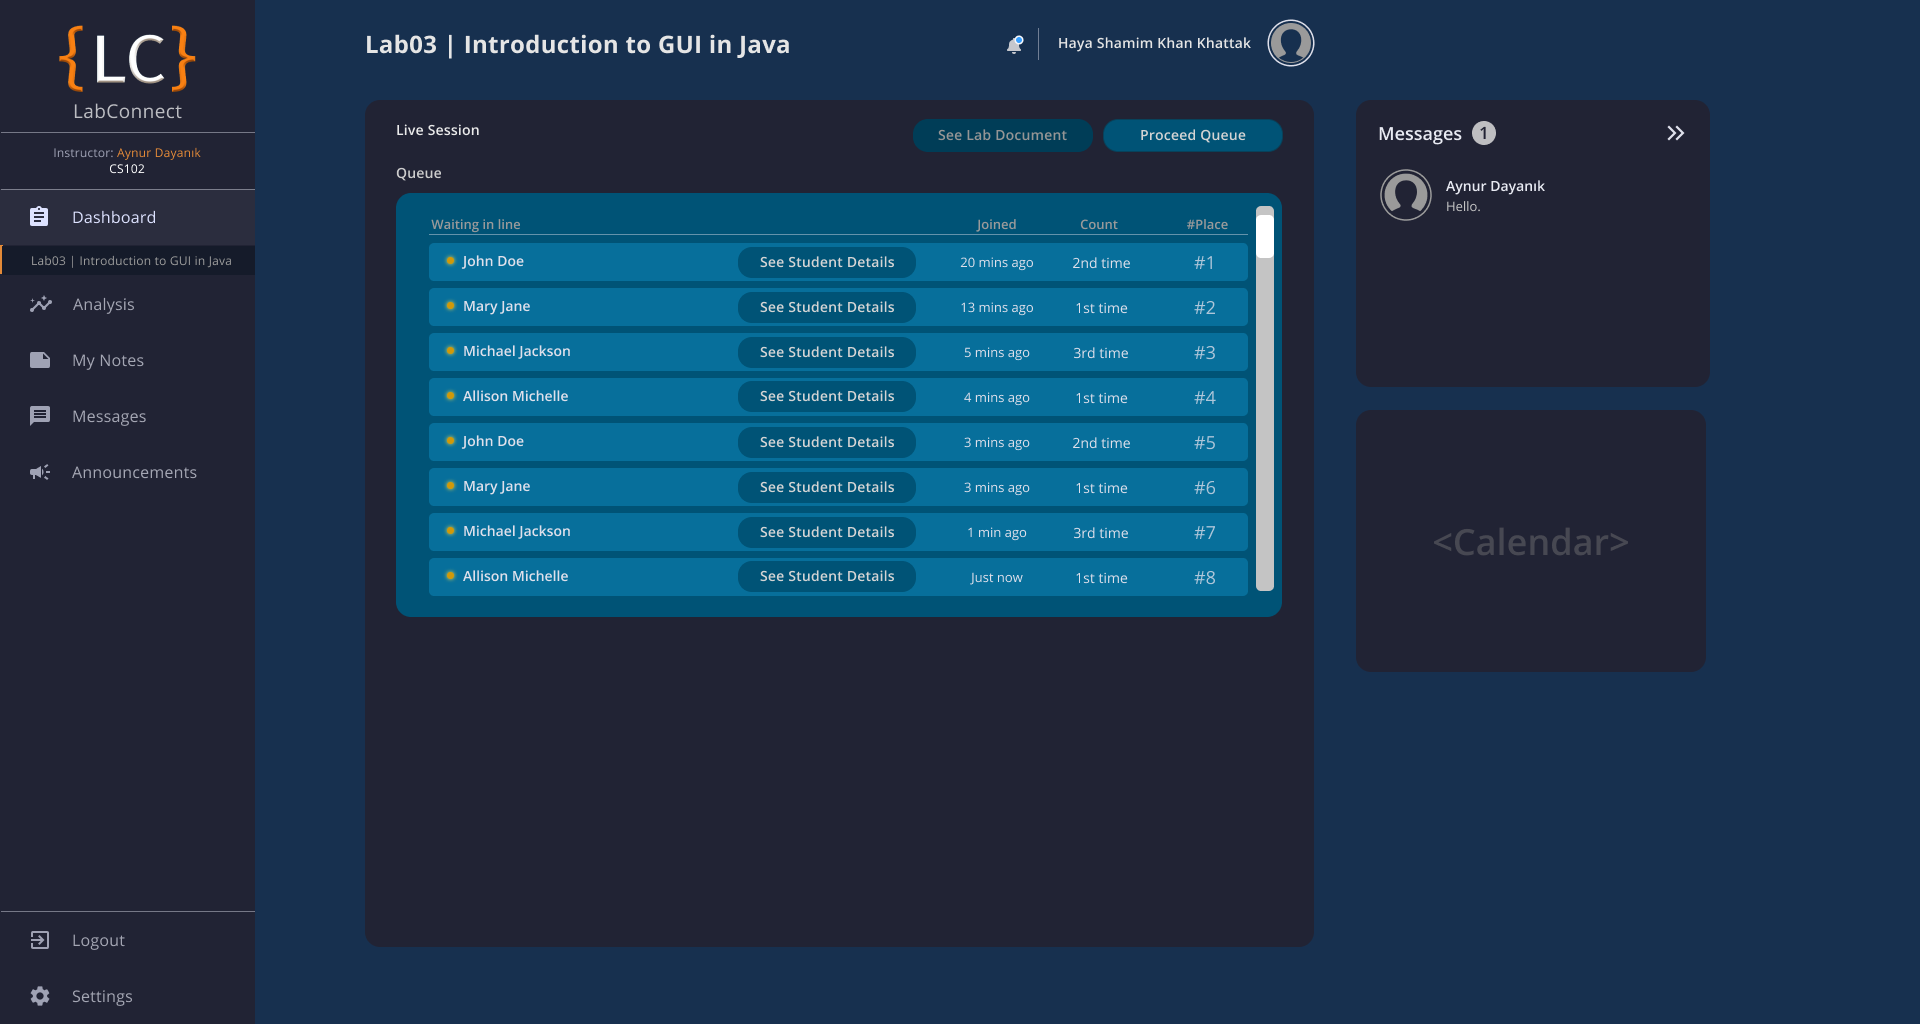 {LC}
LabConnect
Instructor: Aynur Dayanık
CS102
Dashboard
Lab03 | Introduction to GUI in Java
Analysis
My Notes
Messages
Announcements
Logout
Settings
Lab03 | Introduction to GUI in Java
Haya Shamim Khan Khattak
Live Session
See Lab Document
Proceed Queue
Queue
Waiting in line Joined Count #Place
John Doe See Student Details 20 mins ago 2nd time #1
Mary Jane See Student Details 13 mins ago 1st time #2
Michael Jackson See Student Details 5 mins ago 3rd time #3
Allison Michelle See Student Details 4 mins ago 1st time #4
John Doe See Student Details 3 mins ago 2nd time #5
Mary Jane See Student Details 3 mins ago 1st time #6
Michael Jackson See Student Details 1 min ago 3rd time #7
Allison Michelle See Student Details Just now 1st time #8
Messages 1
Aynur Dayanık
Hello.
<Calendar>